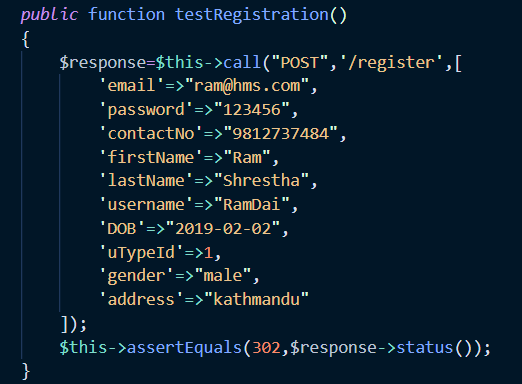 public function testRegistration()
{
$response=$this->call("POST",'/register',[
'email'=>"ram@hms.com",
'password'=>"123456",
'contactNo'=>"9812737484",
'firstName'=>"Ram",
'lastName'=>"Shrestha",
'username'=>"RamDai",
'DOB'=>"2019-02-02",
'uTypeId'=>1,
'gender'=>"male",
'address'=>"kathmandu"
]);
$this->assertEquals(302,$response->status());
}